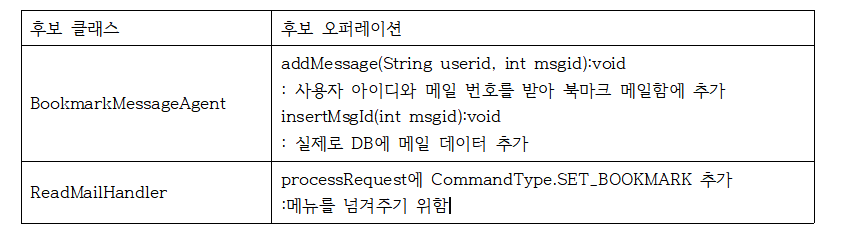 후보 클래스
후보 오퍼레이션
BookmarkMessageAgent
addMessage(String userid, int msgid):void
: 사용자 아이디와 메일 번호를 받아 북마크 메일함에 추가
insertMsgId(int msgid):void
: 실제로 DB에 메일 데이터 추가
ReadMailHandler
processRequest에 CommandType.SET_BOOKMARK 추가
:메뉴를 넘겨주기 위함